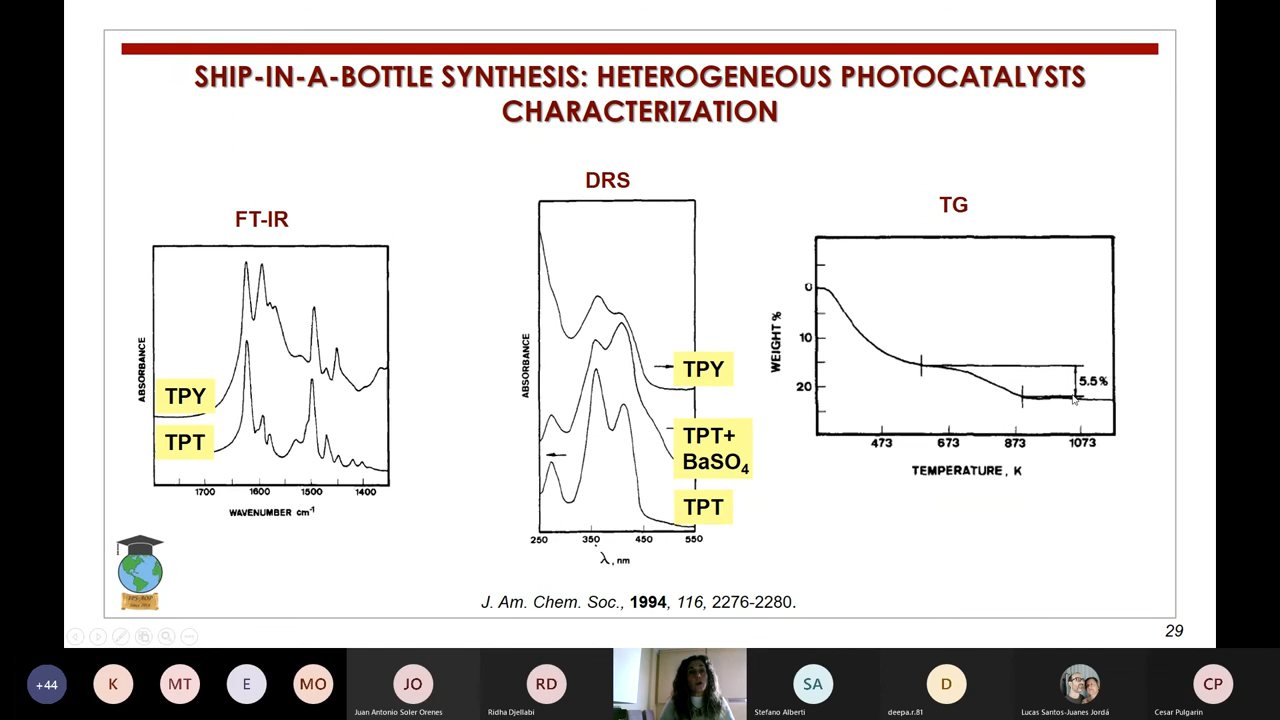 SHIP-IN-A-BOTTLE SYNTHESIS: HETEROGENEOUS PHOTOCATALYSTS
CHARACTERIZATION
FT-IR
ABSORBANCE
TPY
TPT
1700
1600
1500
1400
WAVENUMBER cm-1
DRS
ABSORBANCE
TPY
TPT+
BaSO4
TPT
250
350
450
550
λ, nm
TG
WEIGHT %
0
10
20
5.5%
473
673
873
1073
TEMPERATURE, K
J. Am. Chem. Soc., 1994, 116, 2276-2280.
29
+44
K
MT
E
MO
JO
Juan Antonio Soler Orenes
RD
Ridha Djellabi
SA
Stefano Alberti
D
deepa.r.81
Lucas Santos-Juanes Jordá
CP
Cesar Pulgarin